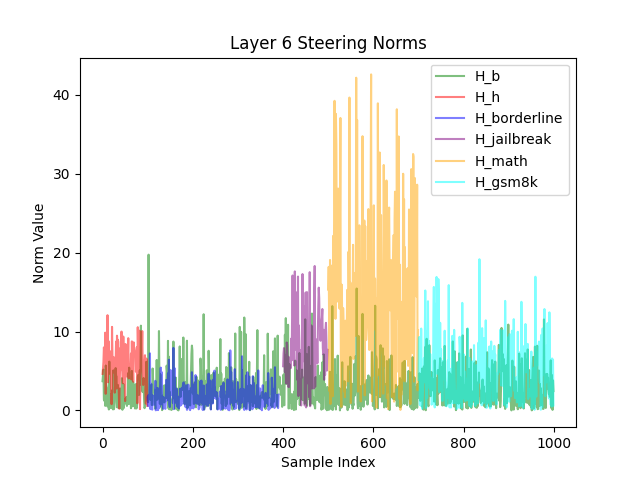 Layer 6 Steering Norms
H_b
H_h
H_borderline
H_jailbreak
H_math
H_gsm8k
Norm Value
40
30
20
10
0
0
200
400
600
800
1000
Sample Index